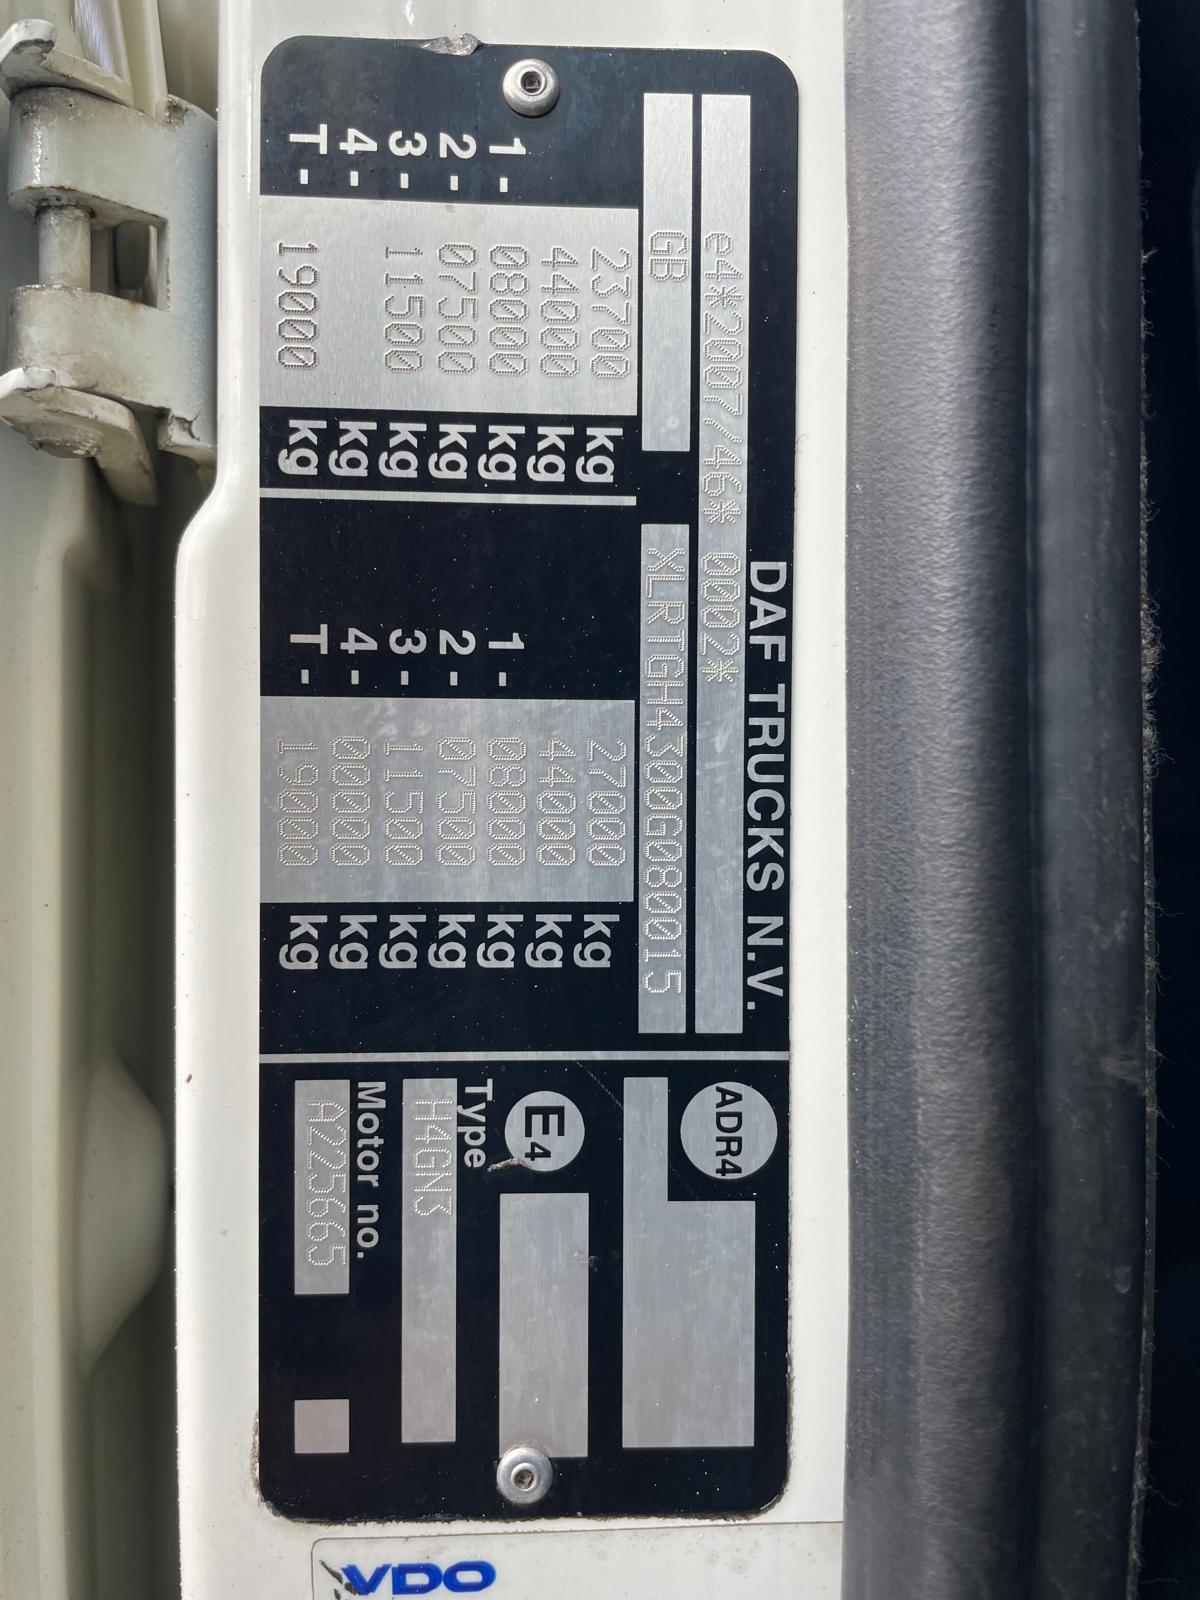 DAF TRUCKS N.V.
e4*2007/46* 0002*
GB XLRTGH4300G080015
23700 kg 27000 kg
44000 kg 44000 kg
1- 08000 kg 1- 08000 kg
2- 07500 kg 2- 07500 kg
3- 11500 kg 3- 11500 kg
4- kg 4- 00000 kg
T- 19000 kg T- 19000 kg
ADR4
E4
Type
H4GN3
Motor no.
A225665
VDO